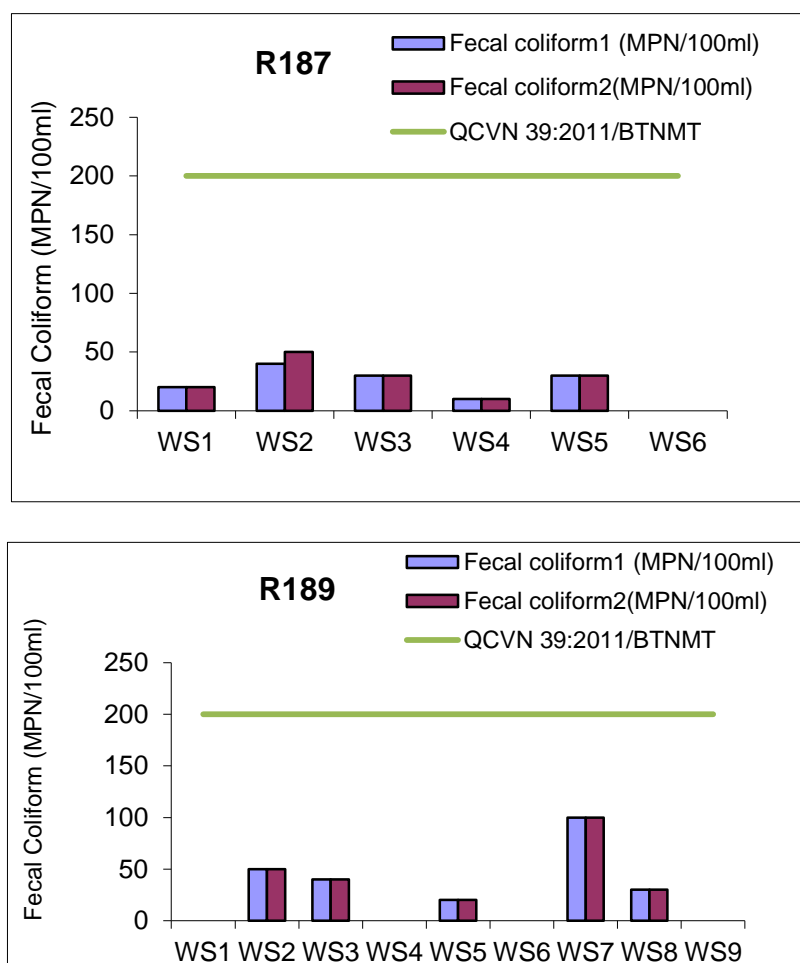 R187
Fecal coliform1 (MPN/100ml)
Fecal coliform2(MPN/100ml)
QCVN 39:2011/BTNMT
Fecal Coliform (MPN/100ml)
250
200
150
100
50
0
WS1 WS2 WS3 WS4 WS5 WS6
R189
Fecal coliform1 (MPN/100ml)
Fecal coliform2(MPN/100ml)
QCVN 39:2011/BTNMT
Fecal Coliform (MPN/100ml)
250
200
150
100
50
0
WS1 WS2 WS3 WS4 WS5 WS6 WS7 WS8 WS9